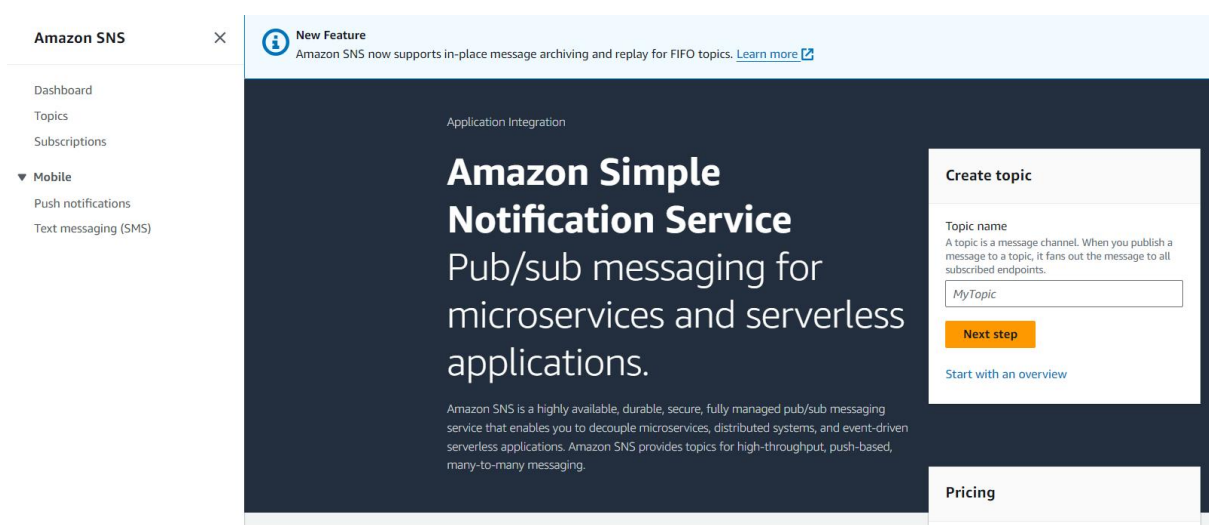 Amazon SNS
Dashboard
Topics
Subscriptions
Mobile
Push notifications
Text messaging (SMS)
New Feature
Amazon SNS now supports in-place message archiving and replay for FIFO topics. Learn more
Application Integration
Amazon Simple
Notification Service
Pub/sub messaging for
microservices and serverless
applications.
Amazon SNS is a highly available, durable, secure, fully managed pub/sub messaging
service that enables you to decouple microservices, distributed systems, and event-driven
serverless applications. Amazon SNS provides topics for high-throughput, push-based,
many-to-many messaging.
Create topic
Topic name
A topic is a message channel. When you publish a
message to a topic, it fans out the message to all
subscribed endpoints.
MyTopic
Next step
Start with an overview
Pricing